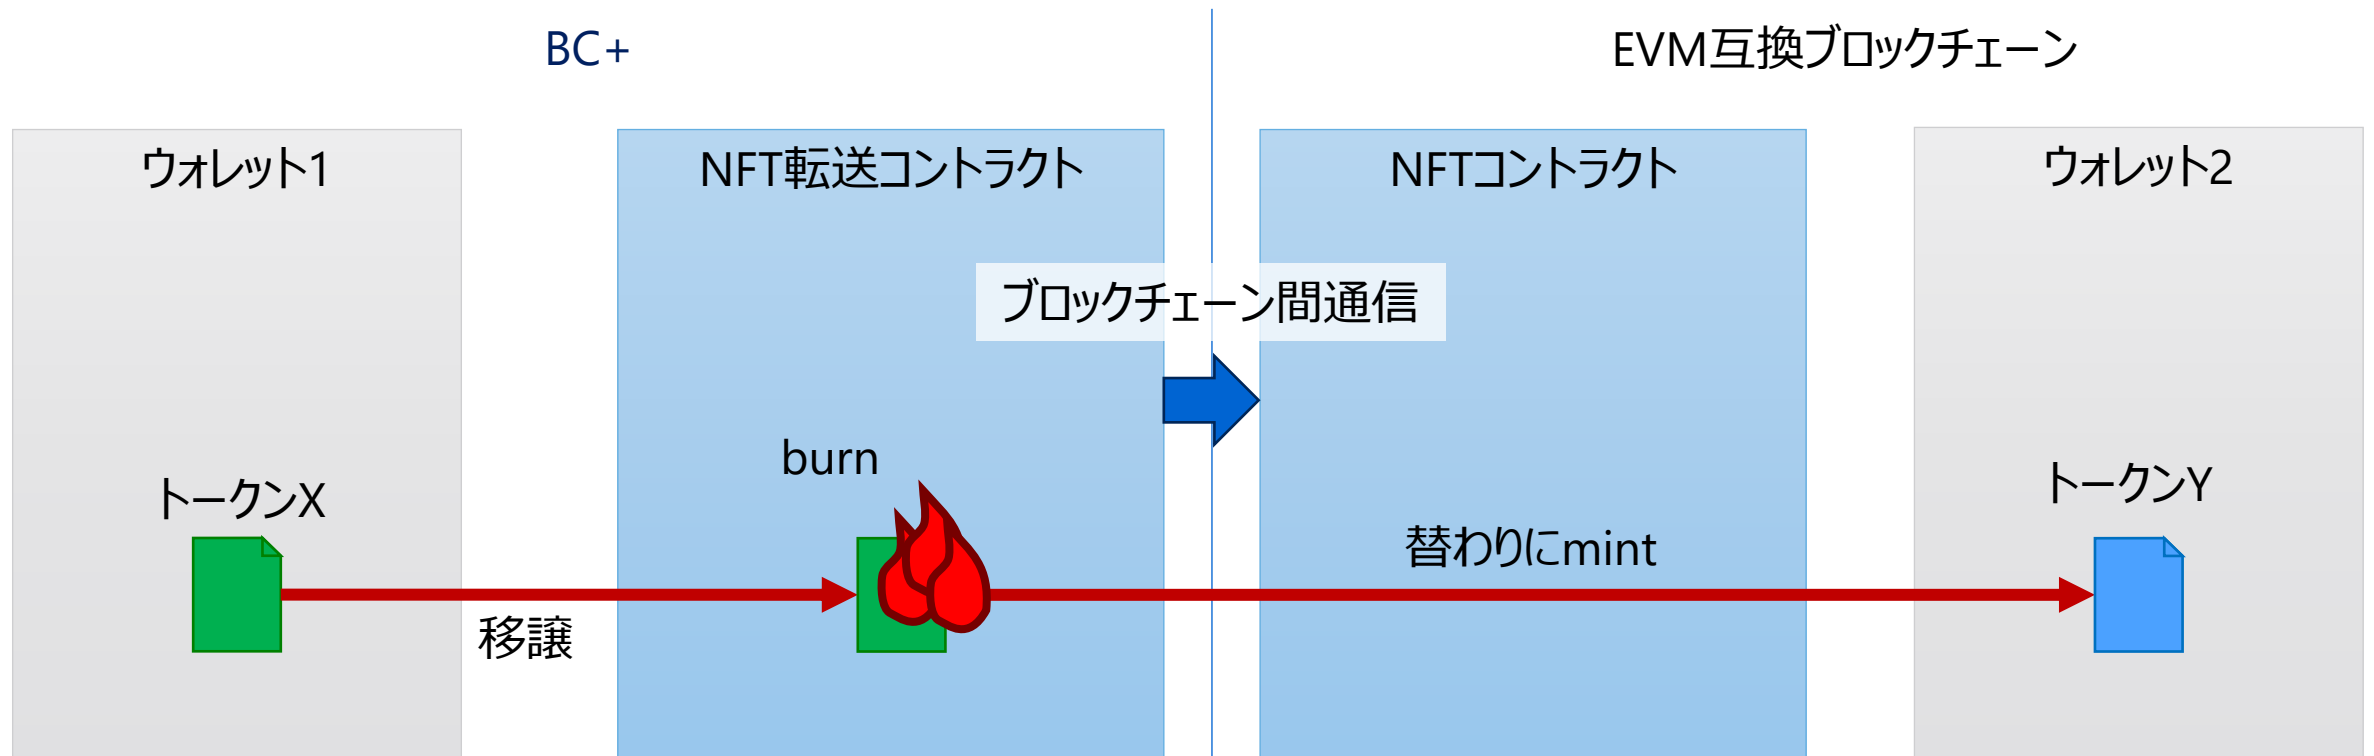 BC+
EVM互換ブロックチェーン
ウォレット1
NFT転送コントラクト
NFTコントラクト
ウォレット2
ブロックチェーン間通信
burn
トークンX
トークンY
替わりにmint
移譲